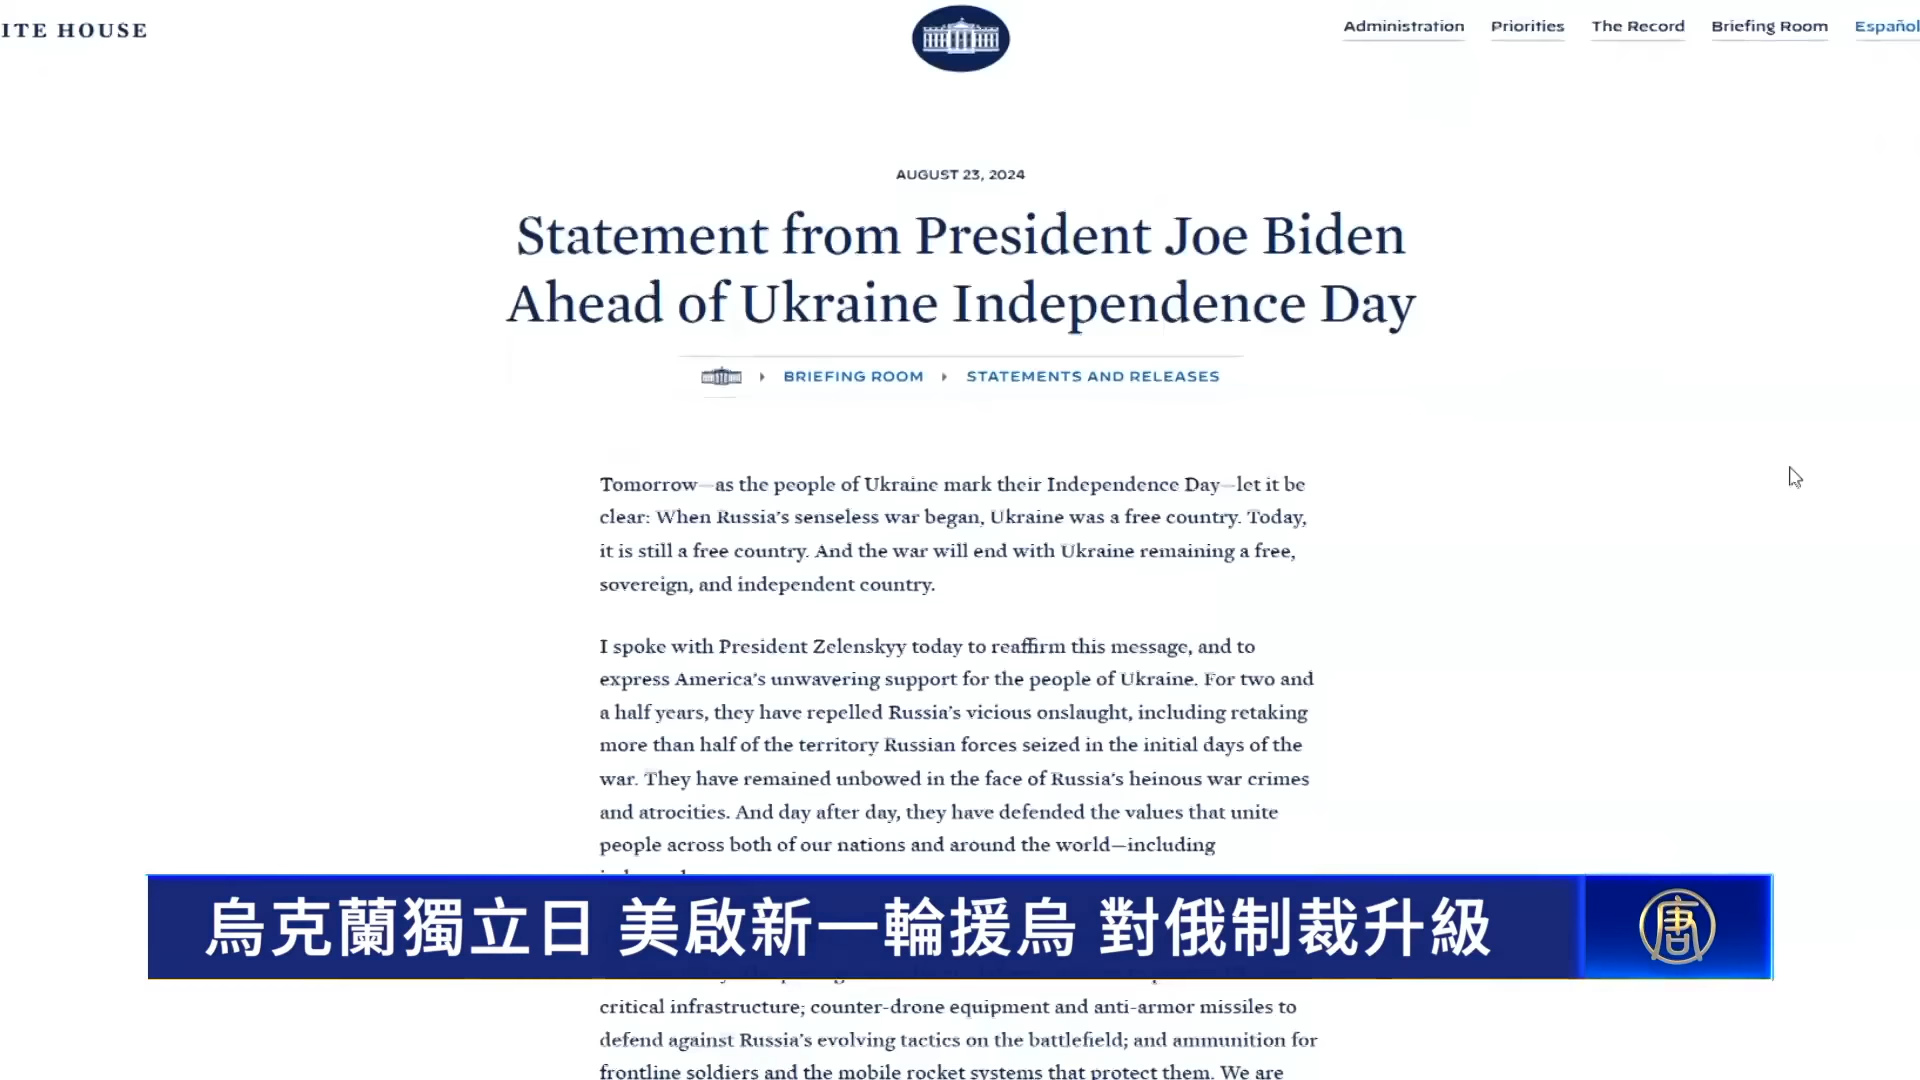 ITE HOUSE
Administration Priorities The Record Briefing Room Español
AUGUST 23, 2024
Statement from President Joe Biden
Ahead of Ukraine Independence Day
BRIEFING ROOM STATEMENTS AND RELEASES
Tomorrow—as the people of Ukraine mark their Independence Day—let it be
clear: When Russia’s senseless war began, Ukraine was a free country. Today,
it is still a free country. And the war will end with Ukraine remaining a free,
sovereign, and independent country.
I spoke with President Zelenskyy today to reaffirm this message, and to
express America’s unwavering support for the people of Ukraine. For two and
a half years, they have repelled Russia’s vicious onslaught, including retaking
more than half of the territory Russian forces seized in the initial days of the
war. They have remained unbowed in the face of Russia’s heinous war crimes
and atrocities. And day after day, they have defended the values that unite
people across both of our nations and around the world—including
烏克蘭獨立日 美啟新一輪援烏 對俄制裁升級
唐
critical infrastructure; counter-drone equipment and anti-armor missiles to
defend against Russia’s evolving tactics on the battlefield; and ammunition for
frontline soldiers and the mobile rocket systems that protect them. We are